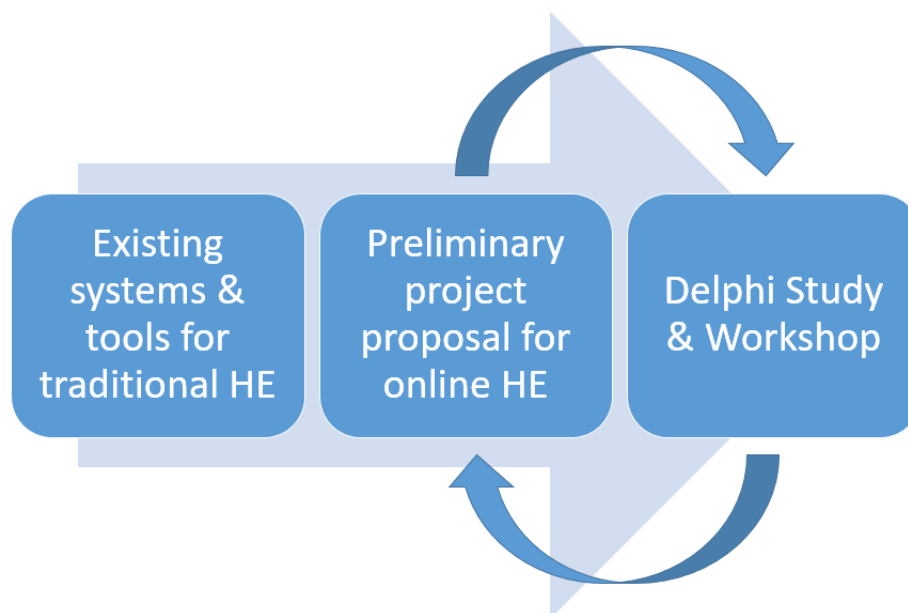 Existing
systems &
tools for
traditional HE
Preliminary
project
proposal for
online HE
Delphi Study
& Workshop